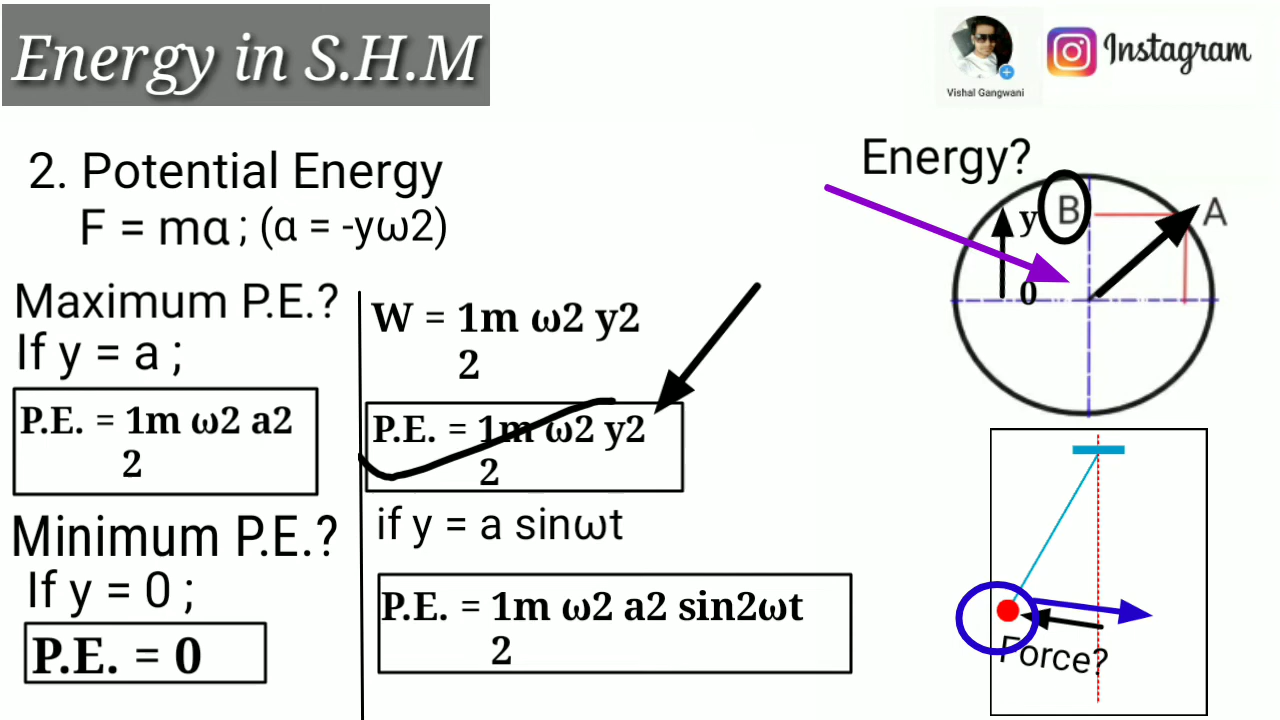 Energy in S.H.M
Vishal Gangwani
Instagram
2. Potential Energy
F = mɑ ; (ɑ = -yω2)
Maximum P.E.?
If y = a ;
P.E. = 1m ω2 a2
2
Minimum P.E.?
If y = 0 ;
P.E. = 0
W = 1m ω2 y2
2
P.E. = 1m ω2 y2
2
if y = a sinωt
P.E. = 1m ω2 a2 sin2ωt
2
Energy?
y
B
A
0
Force?